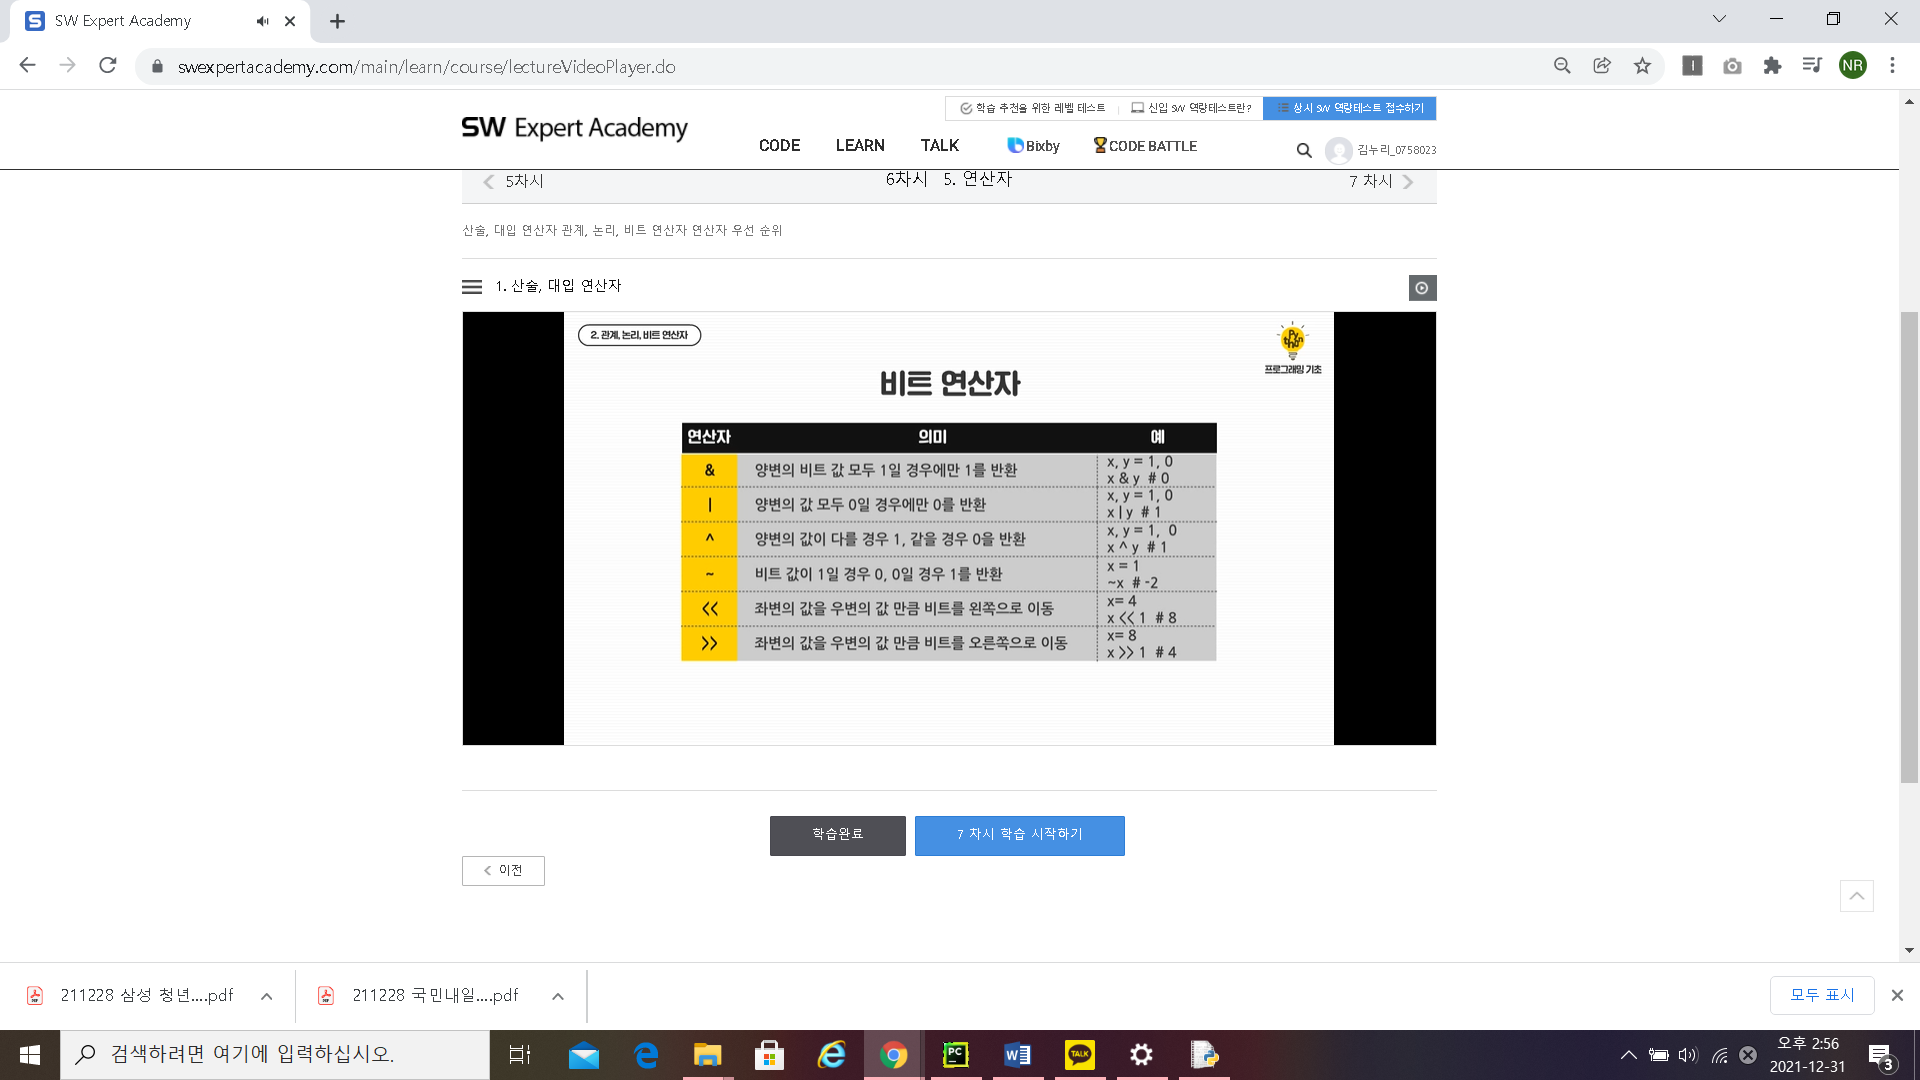 SW Expert Academy
swexpertacademy.com/main/learn/course/lectureVideoPlayer.do
NR
학습 추천을 위한 레벨 테스트
신입 SW 역량테스트란?
상시 SW 역량테스트 접수하기
SW Expert Academy
CODE LEARN TALK Bixby CODE BATTLE
김누리_0758023
5차시
6차시 5. 연산자
7 차시
산술, 대입 연산자 관계, 논리, 비트 연산자 연산자 우선 순위
1. 산술, 대입 연산자
2. 관계, 논리, 비트 연산자
Python
프로그래밍 기초
비트 연산자
연산자 의미 예
& 양변의 비트 값 모두 1일 경우에만 1를 반환 x, y = 1, 0
x & y # 0
| 양변의 값 모두 0일 경우에만 0를 반환 x, y = 1, 0
x | y # 1
^ 양변의 값이 다를 경우 1, 같을 경우 0을 반환 x, y = 1, 0
x ^ y # 1
~ 비트 값이 1일 경우 0, 0일 경우 1를 반환 x = 1
~x # -2
<< 좌변의 값을 우변의 값 만큼 비트를 왼쪽으로 이동 x= 4
x << 1 # 8
>> 좌변의 값을 우변의 값 만큼 비트를 오른쪽으로 이동 x= 8
x >> 1 # 4
학습완료
7 차시 학습 시작하기
이전
211228 삼성 청년....pdf
211228 국민내일....pdf
모두 표시
검색하려면 여기에 입력하십시오.
PC
TALK
오후 2:56
2021-12-31
3